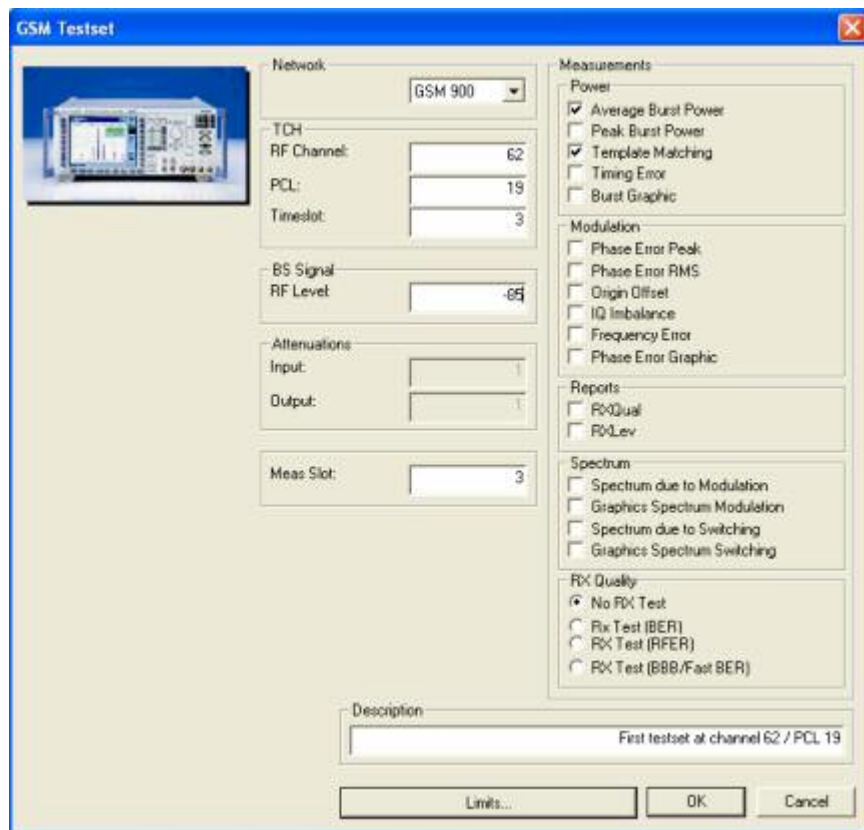 GSM Testset
Network
GSM 900
TCH
RF Channel: 62
PCL: 19
Timeslot: 3
BS Signal
RF Level: -85
Attenuations
Input: 1
Output: 1
Meas Slot: 3
Measurements
Power
Average Burst Power
Peak Burst Power
Template Matching
Timing Error
Burst Graphic
Modulation
Phase Error Peak
Phase Error RMS
Origin Offset
IQ Imbalance
Frequency Error
Phase Error Graphic
Reports
RXQual
RXLev
Spectrum
Spectrum due to Modulation
Graphics Spectrum Modulation
Spectrum due to Switching
Graphics Spectrum Switching
RX Quality
No RX Test
Rx Test (BER)
RX Test (RFER)
RX Test (BBB/Fast BER)
Description
First testset at channel 62 / PCL 19
Limits...
OK
Cancel